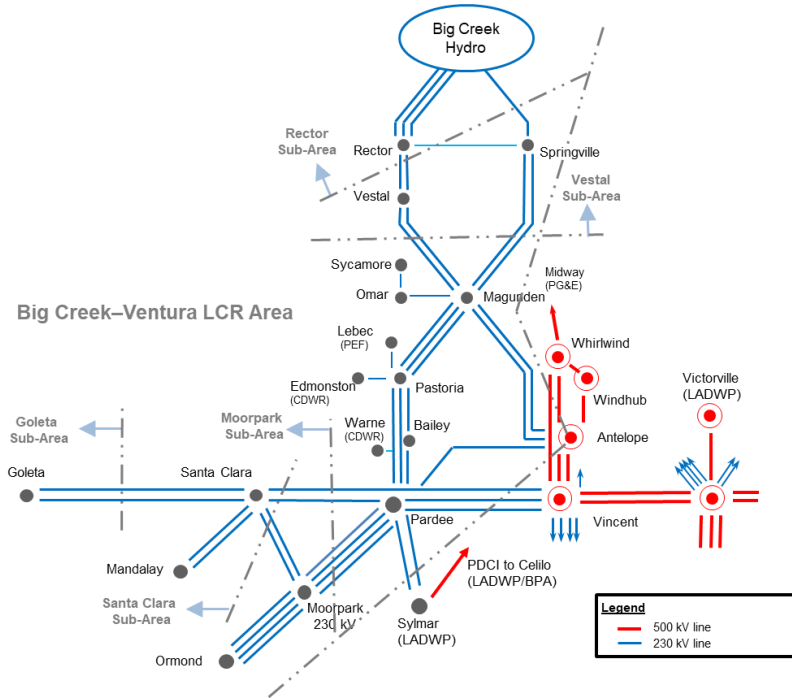 Big Creek
Hydro
Rector
Sub-Area
Rector
Springville
Vestal
Sub-Area
Vestal
Sycamore
Omar
Magunden
Midway
(PG&E)
Big Creek–Ventura LCR Area
Lebec
(PEF)
Whirlwind
Edmonston
(CDWR)
Pastoria
Windhub
Victorville
(LADWP)
Goleta
Sub-Area
Moorpark
Sub-Area
Warne
(CDWR)
Bailey
Antelope
Goleta
Santa Clara
Pardee
Vincent
Mandalay
PDCI to Celilo
(LADWP/BPA)
Santa Clara
Sub-Area
Moorpark
230 kV
Sylmar
(LADWP)
Ormond
Legend
500 kV line
230 kV line